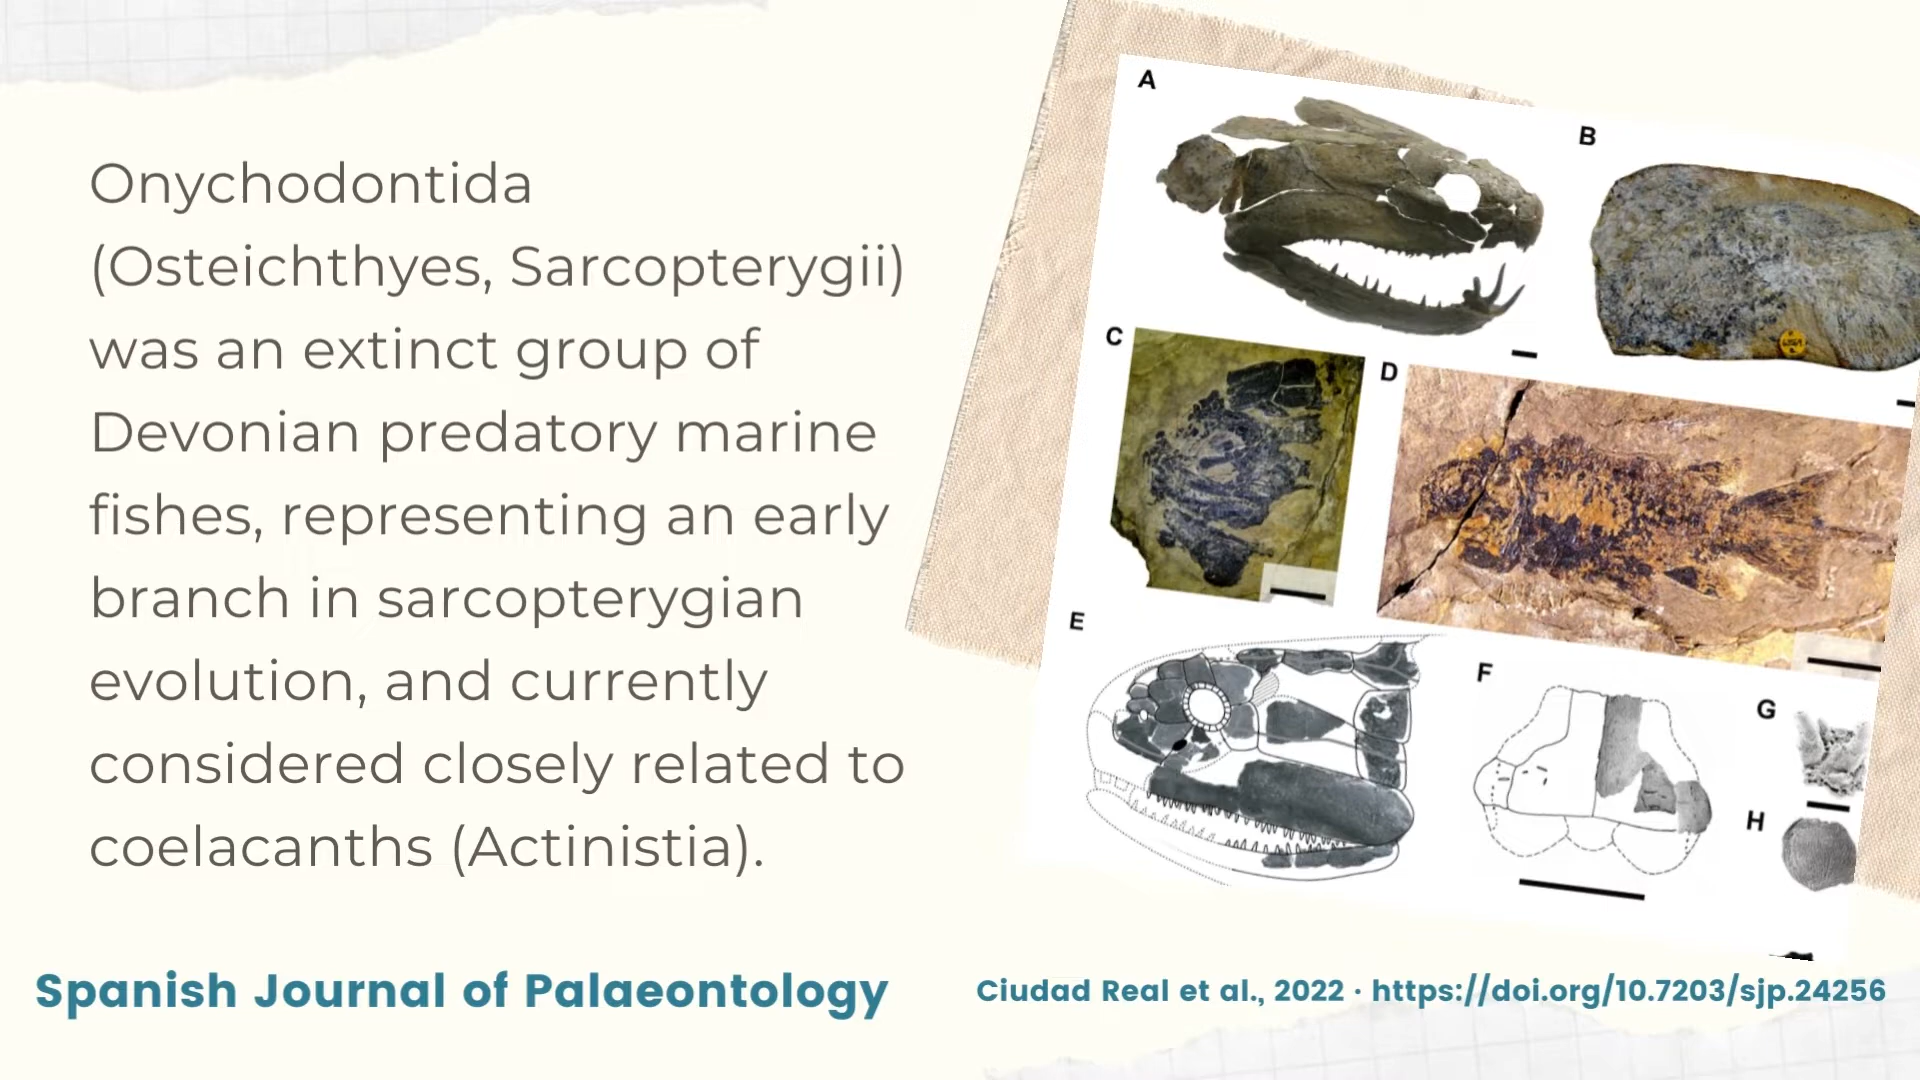 Onychodontida
(Osteichthyes, Sarcopterygii)
was an extinct group of
Devonian predatory marine
fishes, representing an early
branch in sarcopterygian
evolution, and currently
considered closely related to
coelacanths (Actinistia).
A
B
C
D
E
F
G
H
Spanish Journal of Palaeontology
Ciudad Real et al., 2022 · https://doi.org/10.7203/sjp.24256